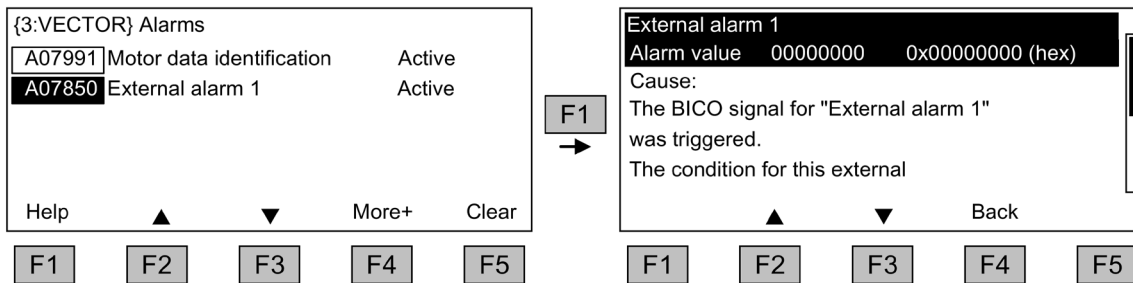 {3:VECTOR} Alarms
A07991 Motor data identification Active
A07850 External alarm 1 Active
Help ▲ ▼ More+ Clear
F1 F2 F3 F4 F5
F1
External alarm 1
Alarm value 00000000 0x00000000 (hex)
Cause:
The BICO signal for "External alarm 1"
was triggered.
The condition for this external
▲ ▼ Back
F1 F2 F3 F4 F5